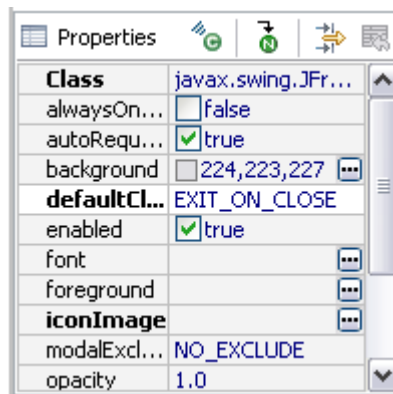 Properties
Class javax.swing.JFr...
alwaysOn... false
autoRequ... true
background 224,223,227
defaultCl... EXIT_ON_CLOSE
enabled true
font
foreground
iconImage
modalExcl... NO_EXCLUDE
opacity 1.0